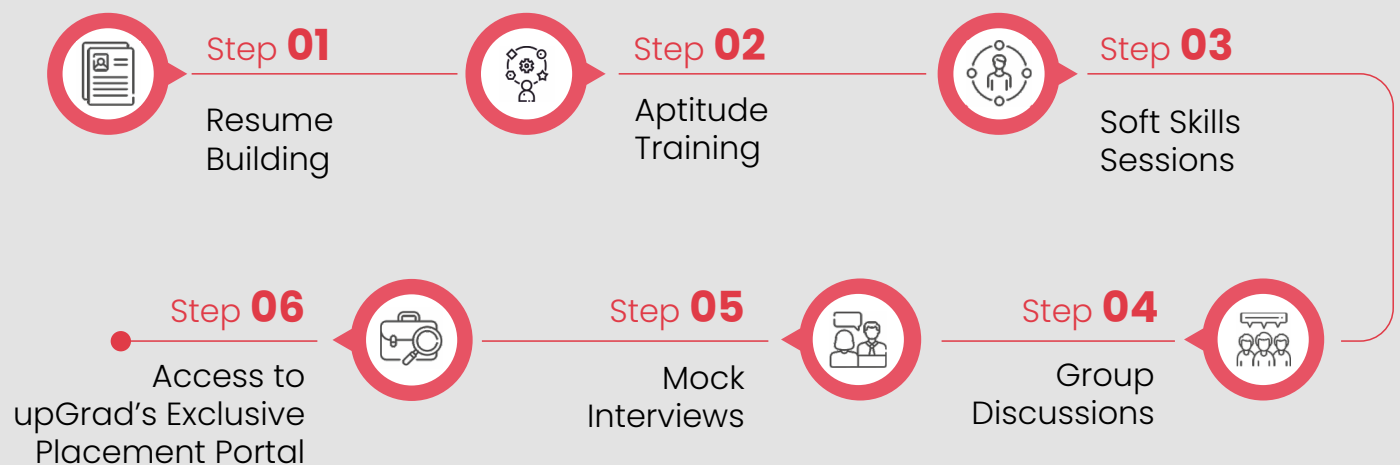 Step 01
Resume
Building
Step 02
Aptitude
Training
Step 03
Soft Skills
Sessions
Step 04
Group
Discussions
Step 05
Mock
Interviews
Step 06
Access to
upGrad’s Exclusive
Placement Portal